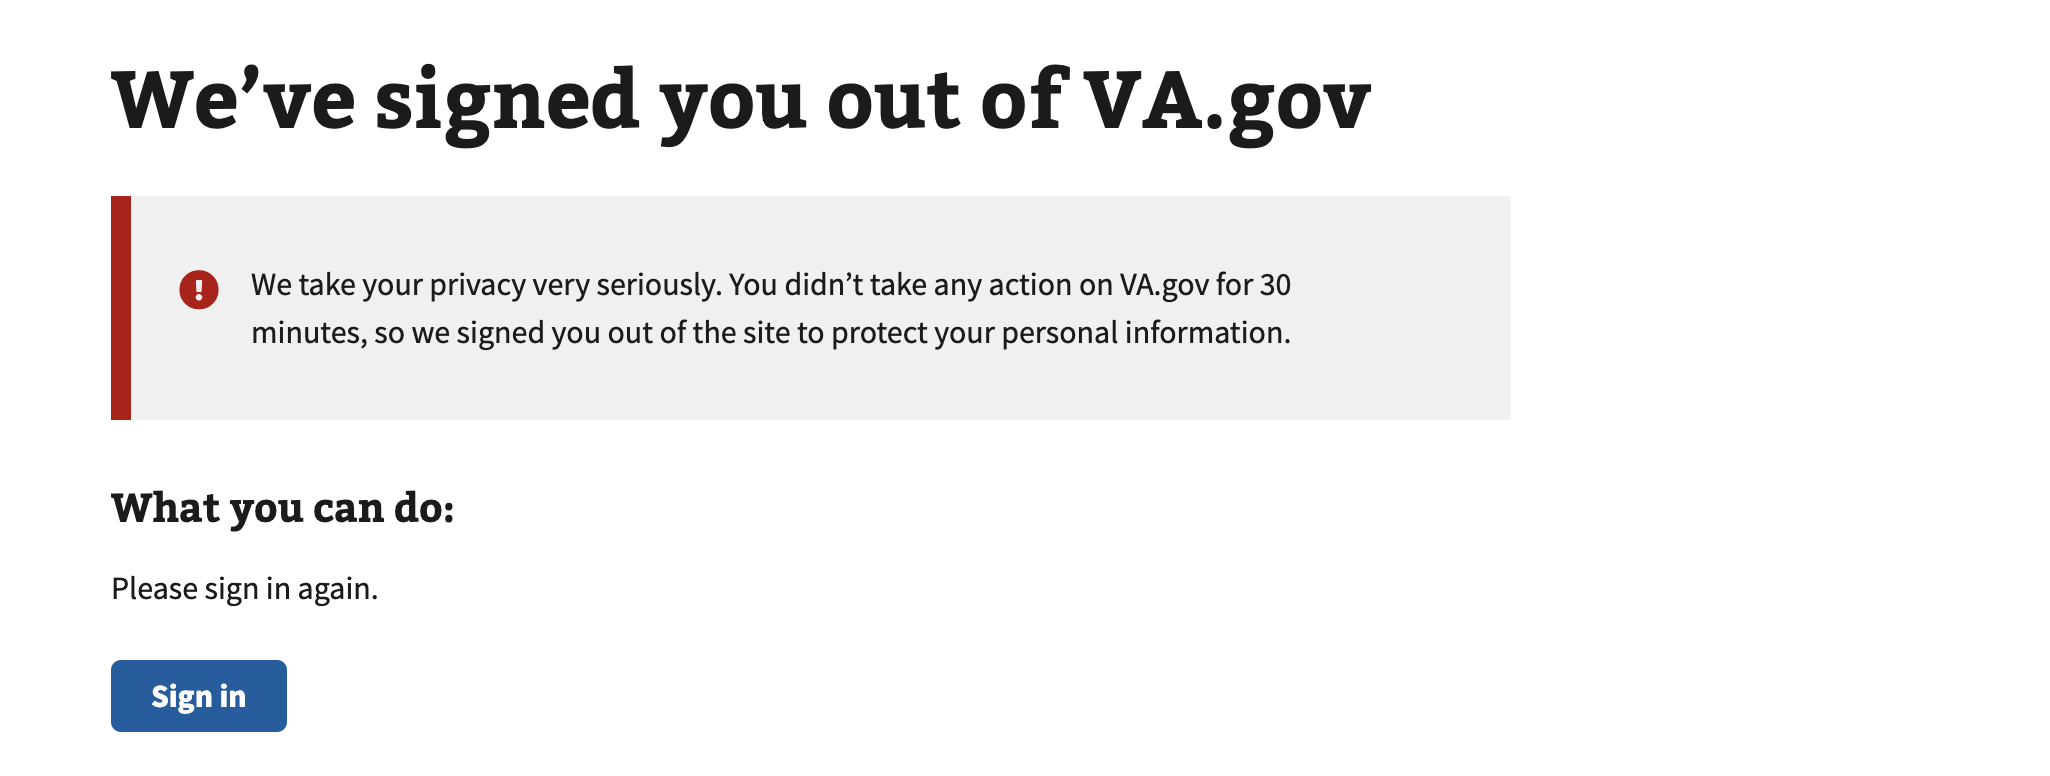 We’ve signed you out of VA.gov
We take your privacy very seriously. You didn’t take any action on VA.gov for 30
minutes, so we signed you out of the site to protect your personal information.
What you can do:
Please sign in again.
Sign in